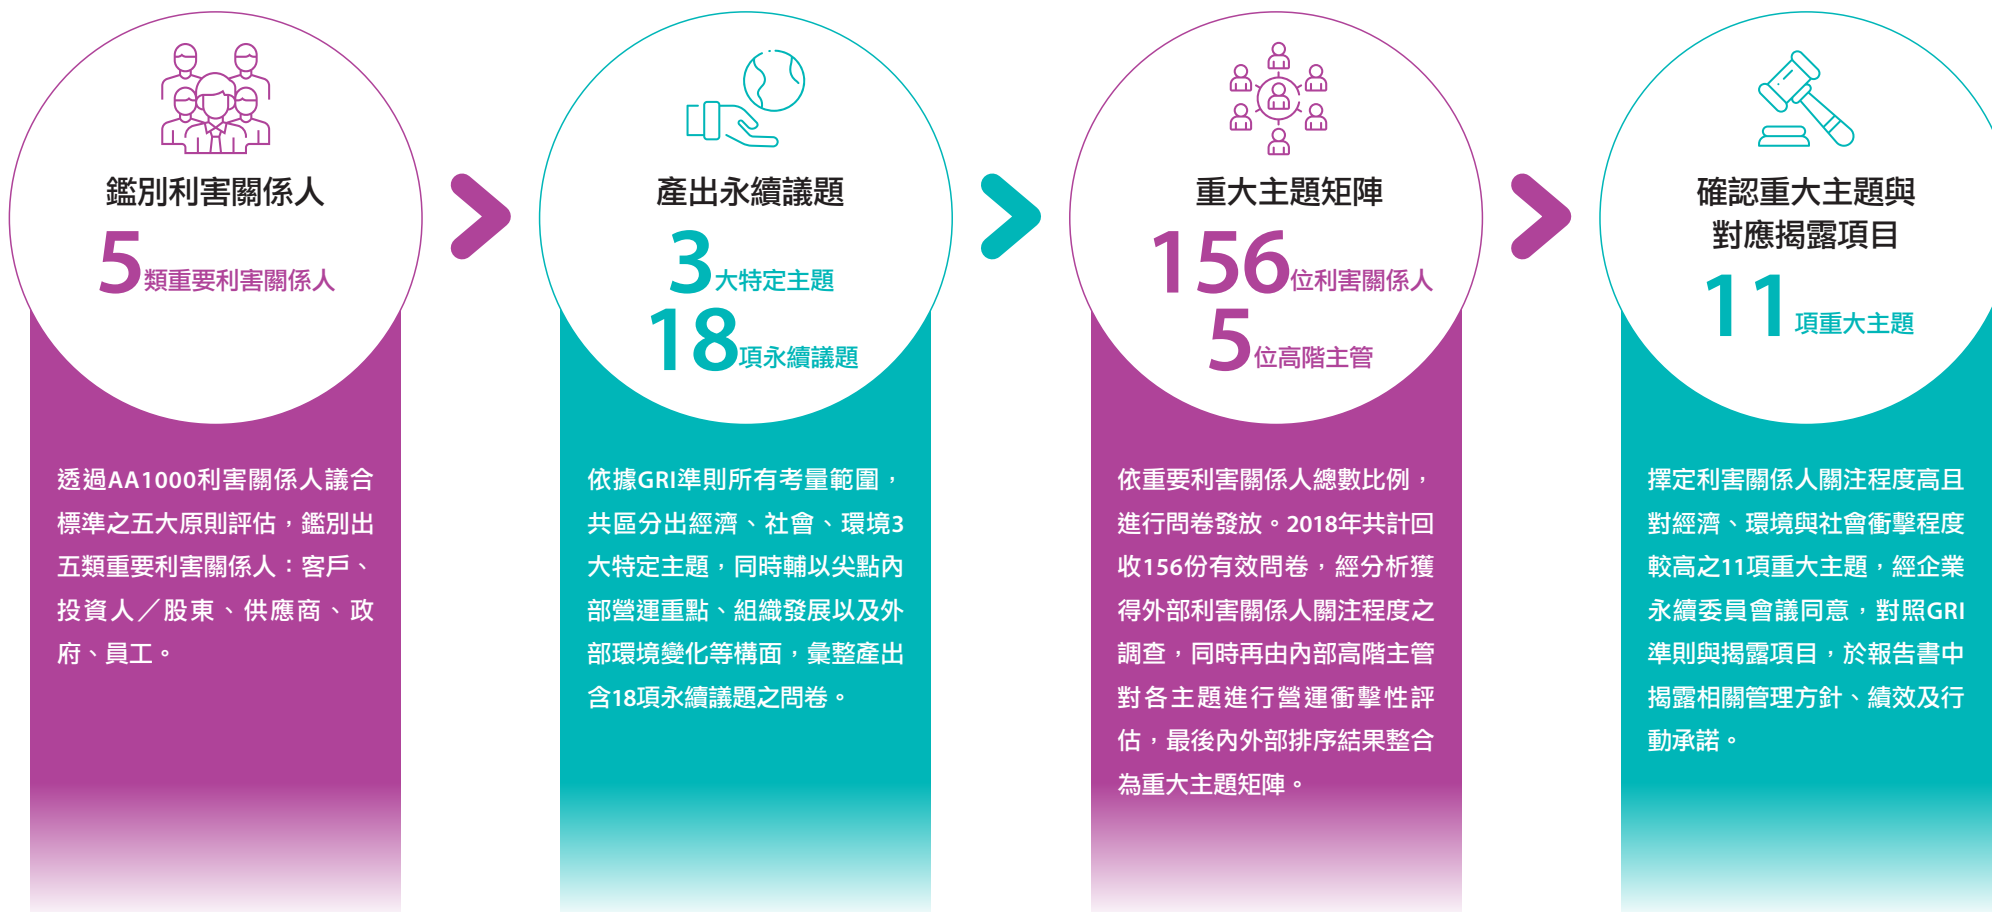 鑑別利害關係人
5類重要利害關係人
透過AA1000利害關係人議合
標準之五大原則評估，鑑別出
五類重要利害關係人：客戶、
投資人／股東、供應商、政
府、員工。
產出永續議題
3大特定主題
18項永續議題
依據GRI準則所有考量範圍，
共區分出經濟、社會、環境3
大特定主題，同時輔以尖點內
部營運重點、組織發展以及外
部環境變化等構面，彙整產出
含18項永續議題之問卷。
重大主題矩陣
156位利害關係人
5位高階主管
依重要利害關係人總數比例，
進行問卷發放。2018年共計回
收156份有效問卷，經分析獲
得外部利害關係人關注程度之
調查，同時再由內部高階主管
對各主題進行營運衝擊性評
估，最後內外部排序結果整合
為重大主題矩陣。
確認重大主題與
對應揭露項目
11項重大主題
擇定利害關係人關注程度高且
對經濟、環境與社會衝擊程度
較高之11項重大主題，經企業
永續委員會議同意，對照GRI
準則與揭露項目，於報告書中
揭露相關管理方針、績效及行
動承諾。